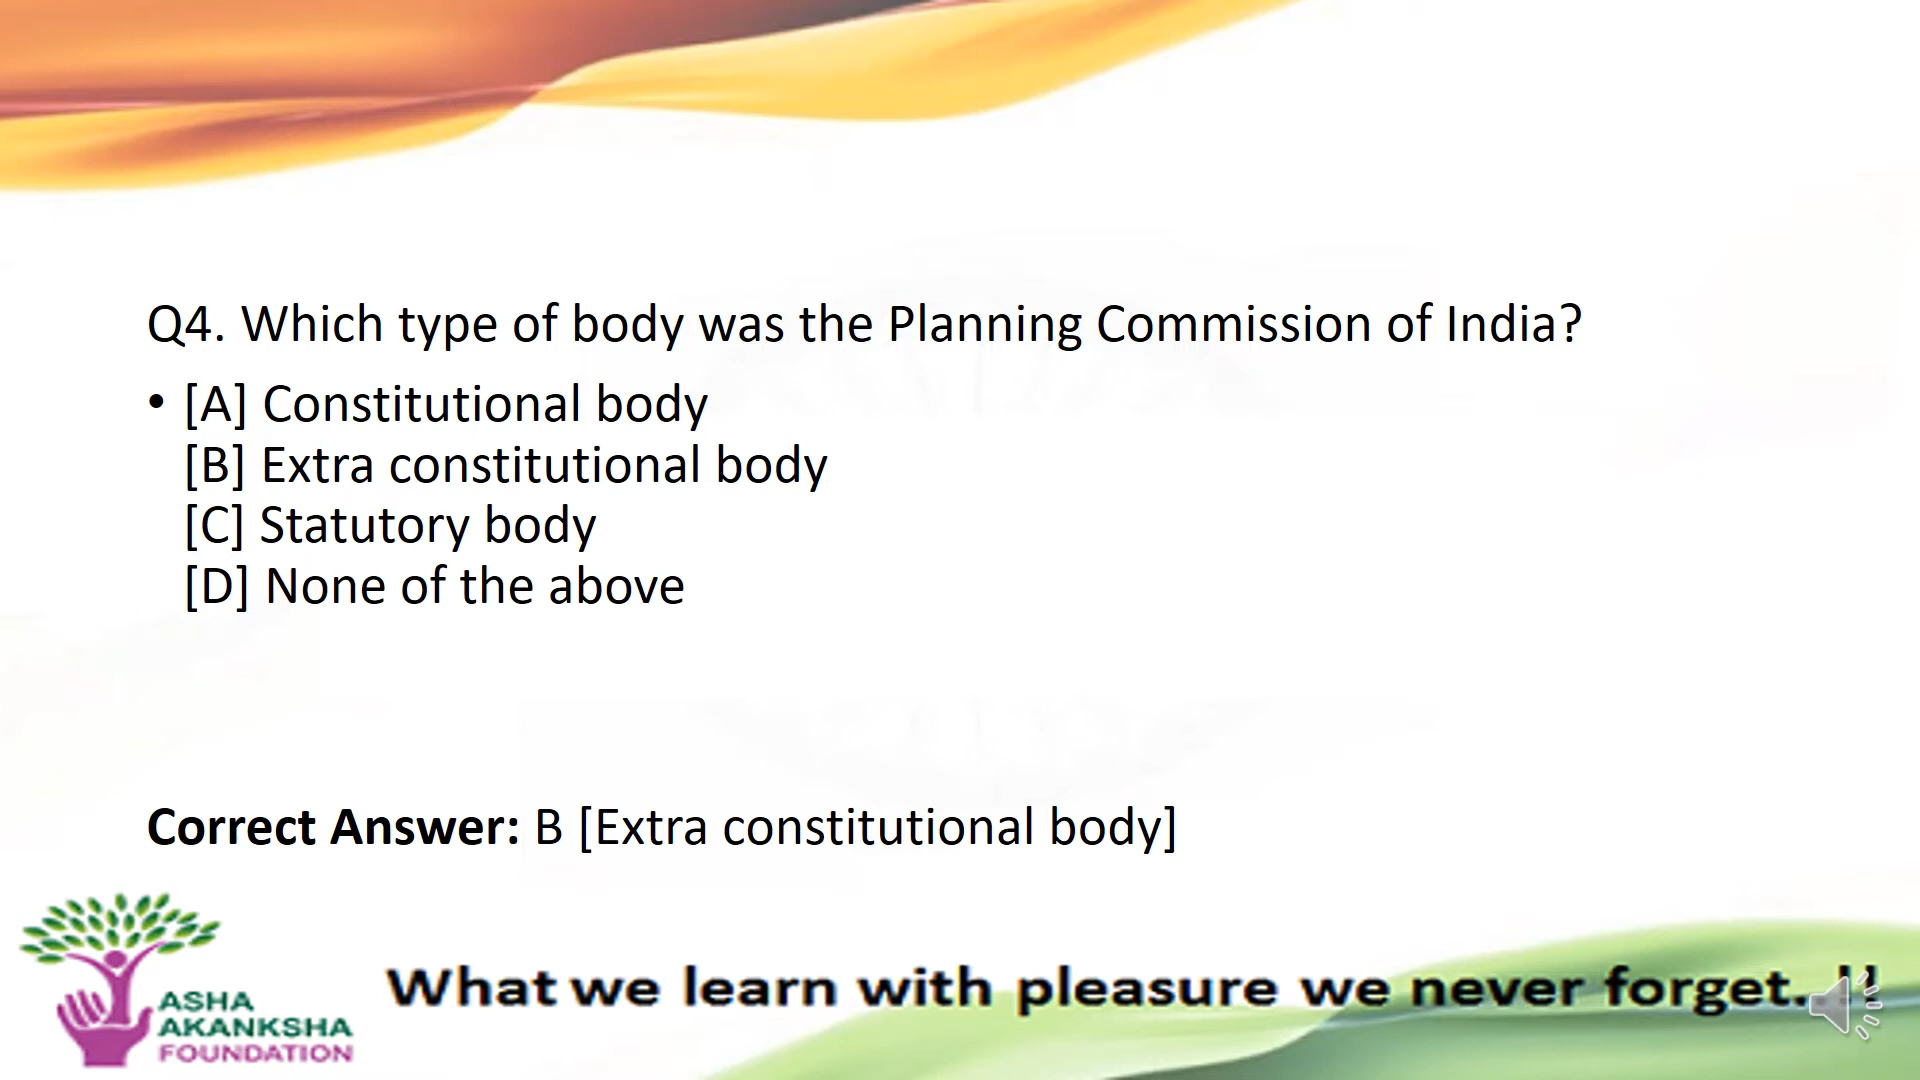 Q4. Which type of body was the Planning Commission of India?
• [A] Constitutional body
[B] Extra constitutional body
[C] Statutory body
[D] None of the above
Correct Answer: B [Extra constitutional body]
What we learn with pleasure we never forget..!!
ASHA
AKANKSHA
FOUNDATION